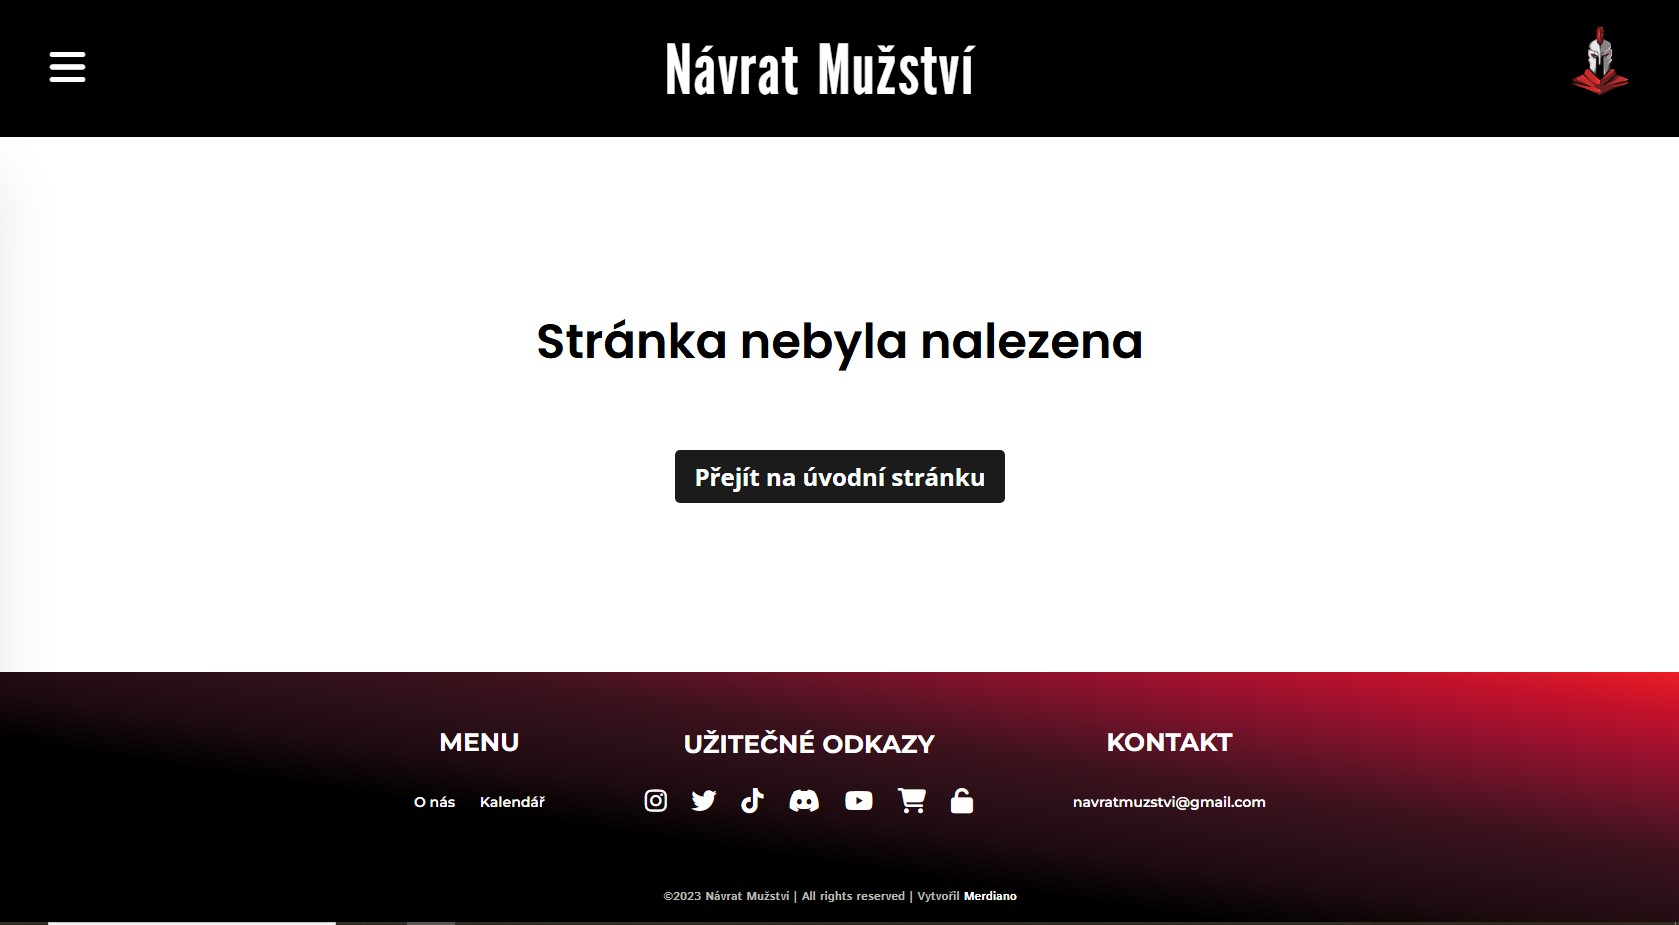 Návrat Mužství
Stránka nebyla nalezena
Přejít na úvodní stránku
MENU
O nás Kalendář
UŽITEČNÉ ODKAZY
KONTAKT
navratmuzstvi@gmail.com
©2023 Návrat Mužství | All rights reserved | Vytvořil Merdiano